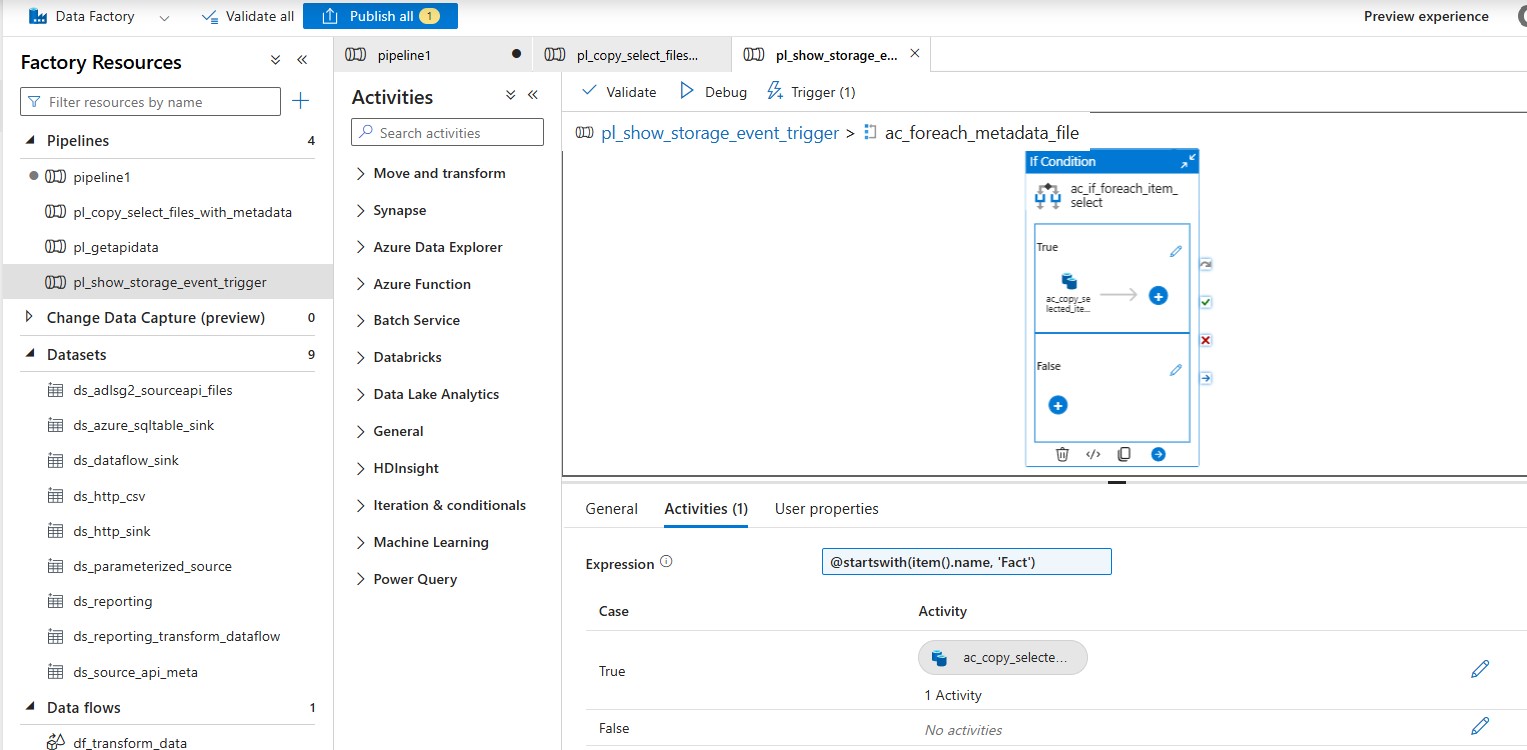 Data Factory
Validate all
Publish all 1
Preview experience
Factory Resources
Filter resources by name
Pipelines 4
pipeline1
pl_copy_select_files_with_metadata
pl_getapidata
pl_show_storage_event_trigger
Change Data Capture (preview) 0
Datasets 9
ds_adlsg2_sourceapi_files
ds_azure_sqltable_sink
ds_dataflow_sink
ds_http_csv
ds_http_sink
ds_parameterized_source
ds_reporting
ds_reporting_transform_dataflow
ds_source_api_meta
Data flows 1
df_transform_data
pipeline1
pl_copy_select_files...
pl_show_storage_e...
Activities
Search activities
Move and transform
Synapse
Azure Data Explorer
Azure Function
Batch Service
Databricks
Data Lake Analytics
General
HDInsight
Iteration & conditionals
Machine Learning
Power Query
Validate
Debug
Trigger (1)
pl_show_storage_event_trigger > ac_foreach_metadata_file
If Condition
ac_if_foreach_item_
select
True
ac_copy_se
lected_ite...
False
General
Activities (1)
User properties
Expression
@startswith(item().name, 'Fact')
Case Activity
True
ac_copy_selecte...
1 Activity
False
No activities